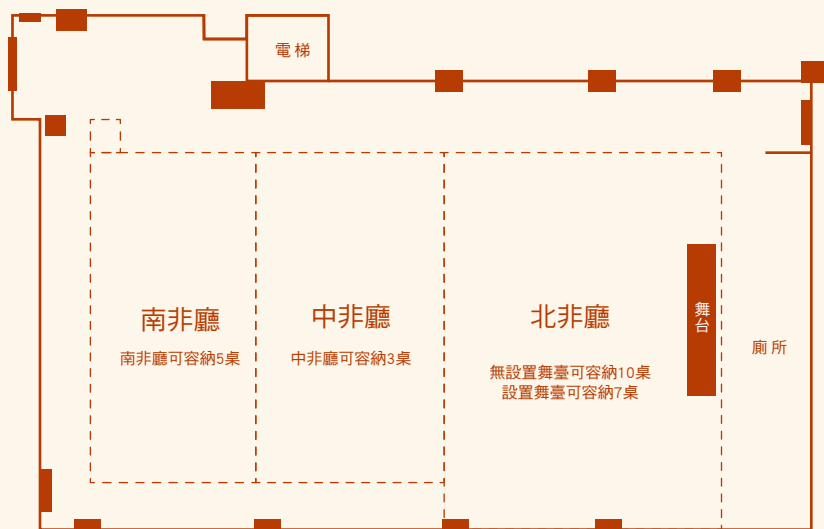 電梯
南非廳
南非廳可容納5桌
中非廳
中非廳可容納3桌
北非廳
無設置舞臺可容納10桌
設置舞臺可容納7桌
舞台
廁所